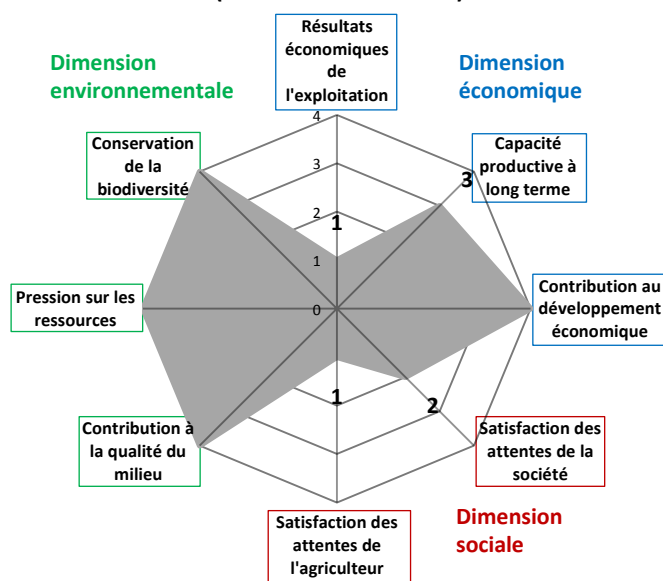 Résultats
économiques
de
l'exploitation
Dimension
environnementale
Dimension
économique
Conservation
de la
biodiversité
Capacité
productive à
long terme
4
3
2
1
0
1
3
Pression sur les
ressources
Contribution au
développement
économique
1
2
Contribution à
la qualité du
milieu
Satisfaction des
attentes de la
société
Satisfaction des
attentes de
l'agriculteur
Dimension
sociale